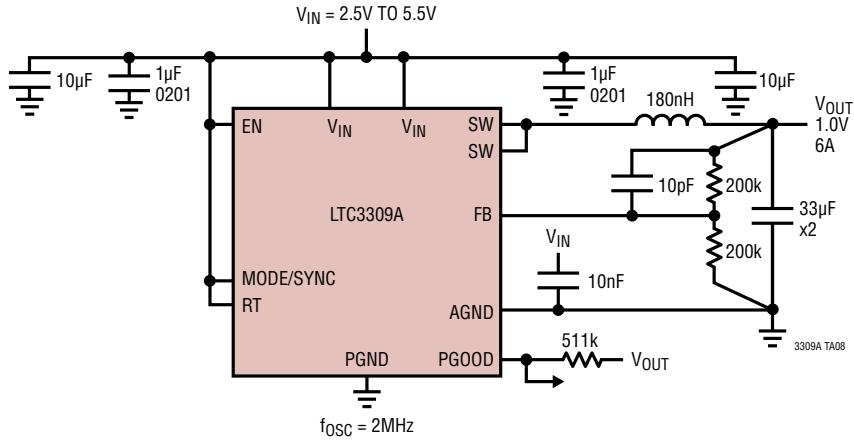 VIN = 2.5V TO 5.5V
10µF
1µF
0201
1µF
0201
10µF
180nH
VOUT
1.0V
6A
EN
VIN
VIN
SW
SW
10pF
200k
LTC3309A
FB
33µF
x2
VIN
200k
MODE/SYNC
10nF
RT
AGND
511k
3309A TA08
PGND
PGOOD
VOUT
fOSC = 2MHz